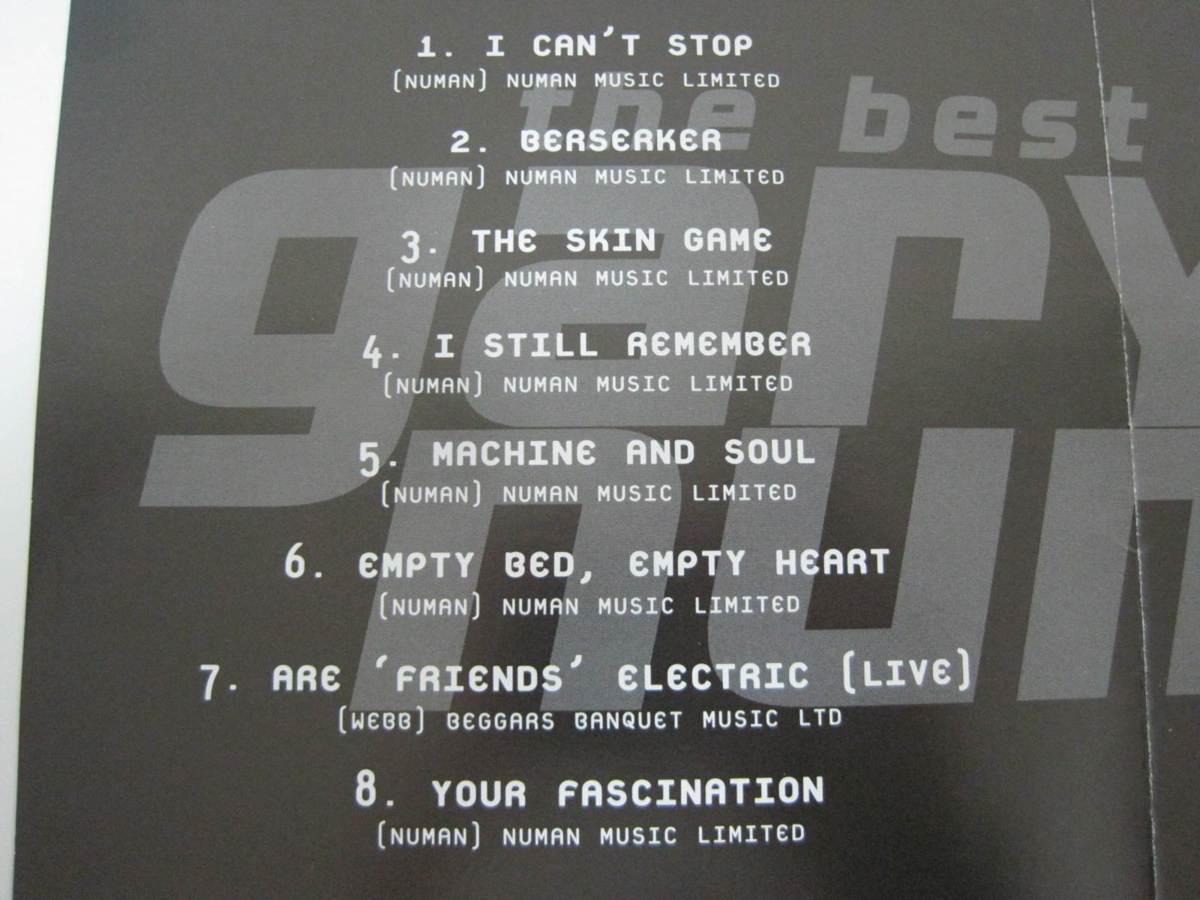 1. I CAN'T STOP
(NUMAN) NUMAN MUSIC LIMITED
2. BERSERKER
(NUMAN) NUMAN MUSIC LIMITED
3. THE SKIN GAME
(NUMAN) NUMAN MUSIC LIMITED
4. I STILL REMEMBER
(NUMAN) NUMAN MUSIC LIMITED
5. MACHINE AND SOUL
(NUMAN) NUMAN MUSIC LIMITED
6. EMPTY BED, EMPTY HEART
(NUMAN) NUMAN MUSIC LIMITED
7. ARE 'FRIENDS' ELECTRIC (LIVE)
(WEBB) BEGGARS BANQUET MUSIC LTD
8. YOUR FASCINATION
(NUMAN) NUMAN MUSIC LIMITED
the best
gary